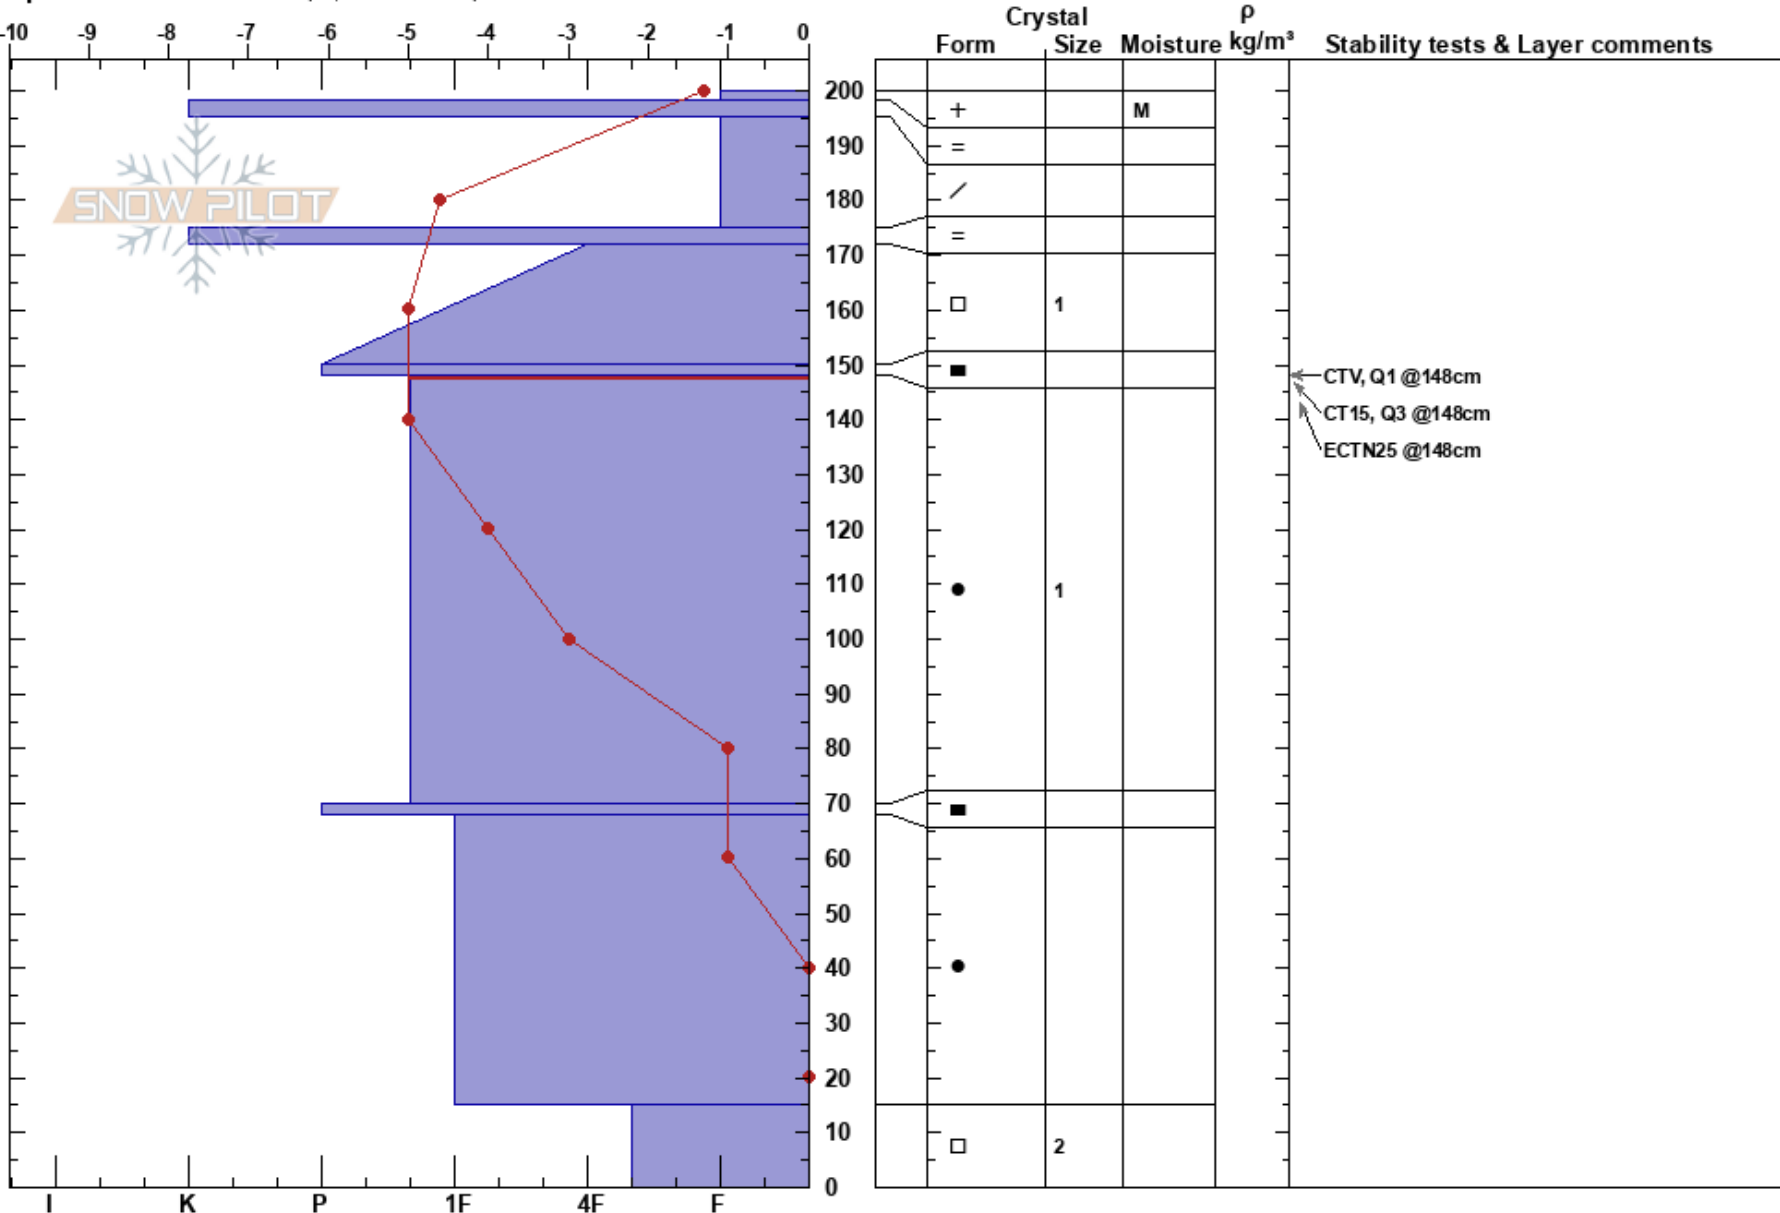 Crystal ρ
-10 -9 -8 -7 -6 -5 -4 -3 -2 -1 0 Form Size Moisture kg/m³ Stability tests & Layer comments
200
+ M
190 =
SNOW PILOT
180 /
170 =
160 □ 1
150 ■
CTV, Q1 @148cm
140 CT15, Q3 @148cm
ECTN25 @148cm
130
120
110 ● 1
100
90
80
70 ■
60
50
40 ●
30
20
10 □ 2
0
I K P 1F 4F F